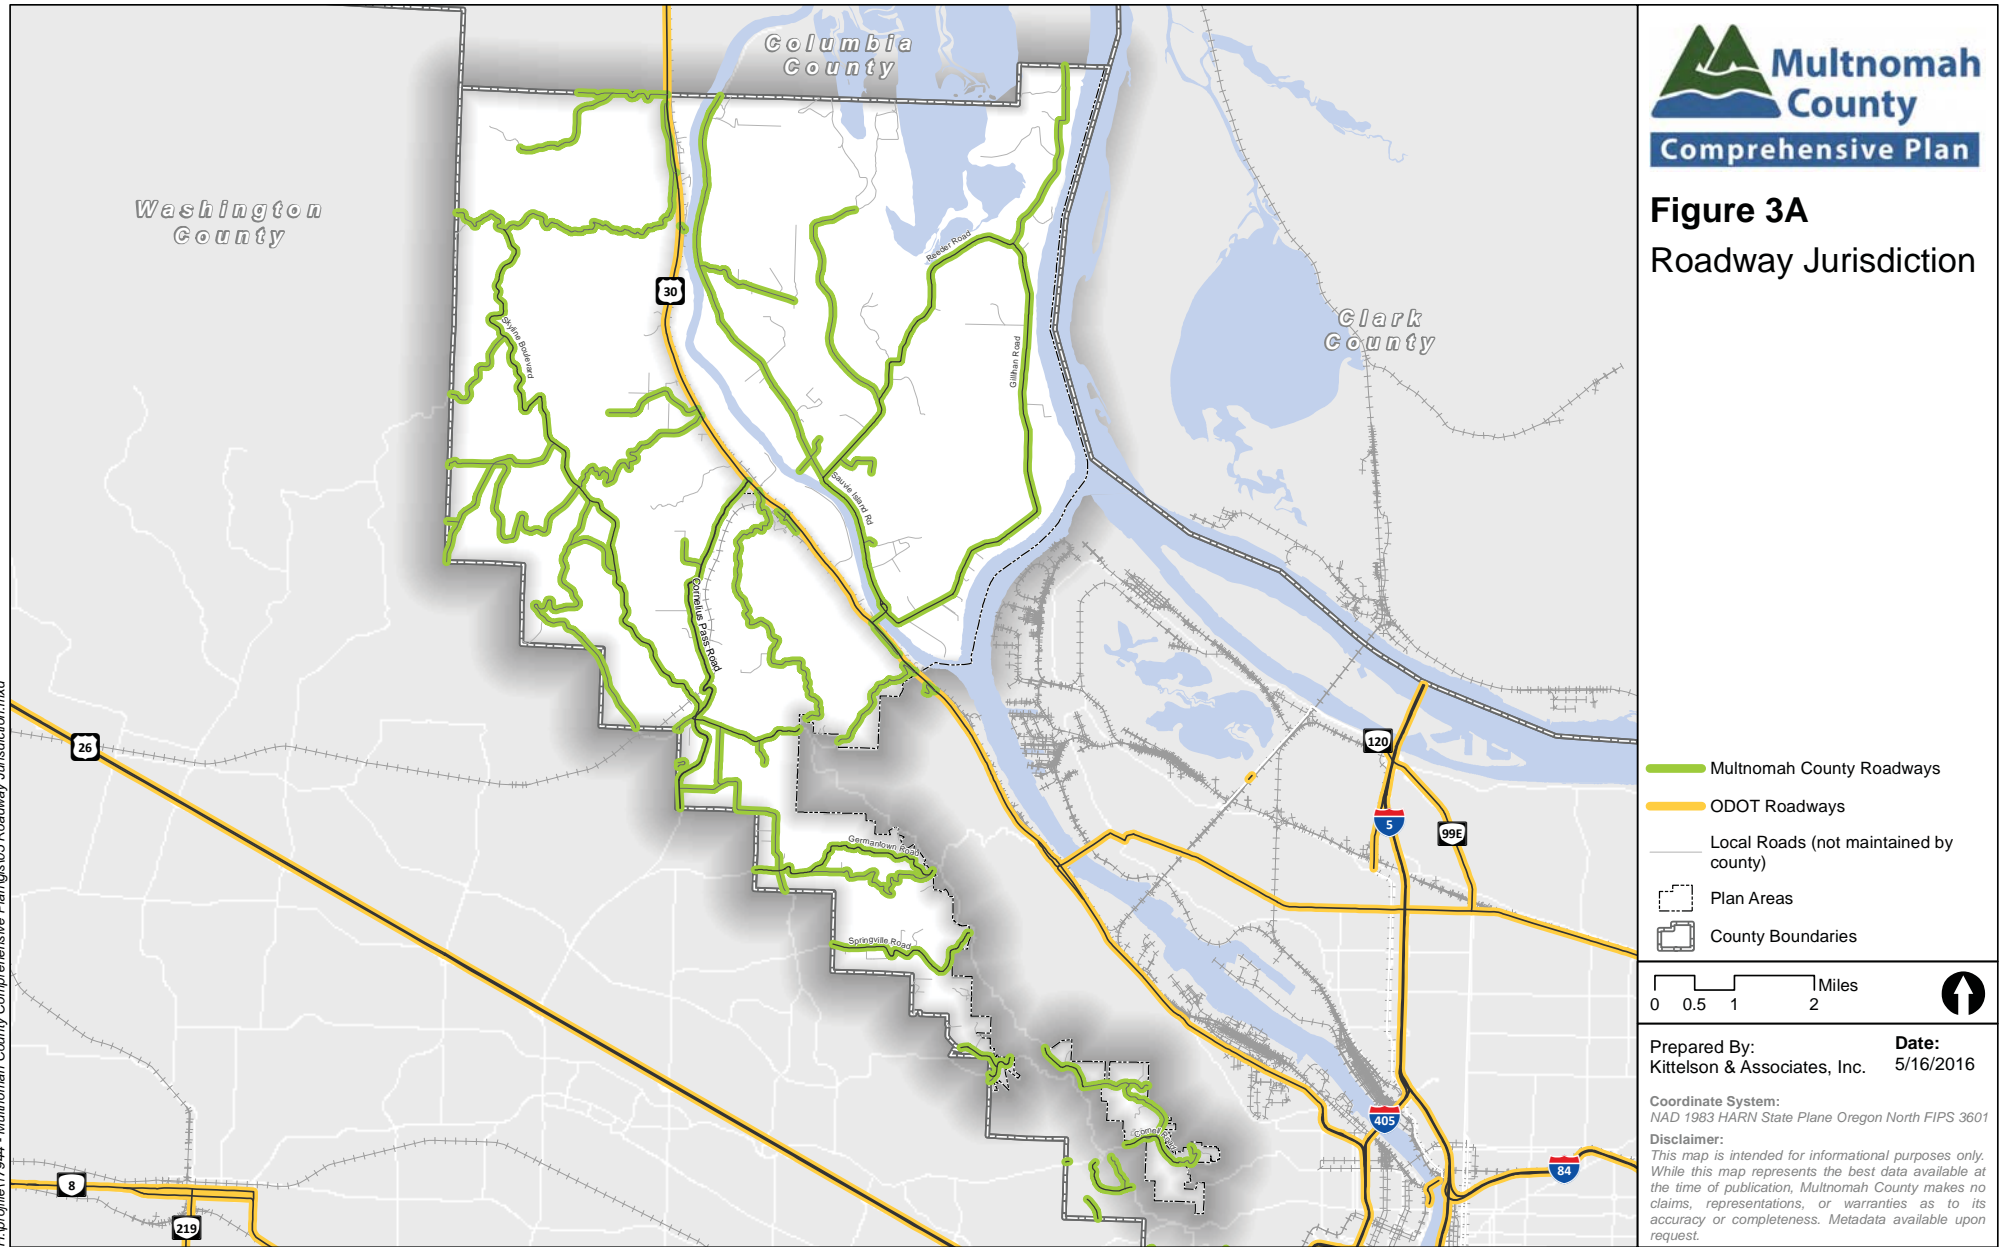 Columbia
County
Washington
County
Clark
County
Reeder Road
Gillihan Road
Skyline Boulevard
Sauvie Island Rd
Cornelius Pass Road
Germantown Road
Springville Road
30
26
120
5
99E
405
84
8
219
Multnomah
County
Comprehensive Plan
Figure 3A
Roadway Jurisdiction
Multnomah County Roadways
ODOT Roadways
Local Roads (not maintained by
county)
Plan Areas
County Boundaries
Miles
0 0.5 1 2
Prepared By:
Kittelson & Associates, Inc.
Date:
5/16/2016
Coordinate System:
NAD 1983 HARN State Plane Oregon North FIPS 3601
Disclaimer:
This map is intended for informational purposes only.
While this map represents the best data available at
the time of publication, Multnomah County makes no
claims, representations, or warranties as to its
accuracy or completeness. Metadata available upon
request.